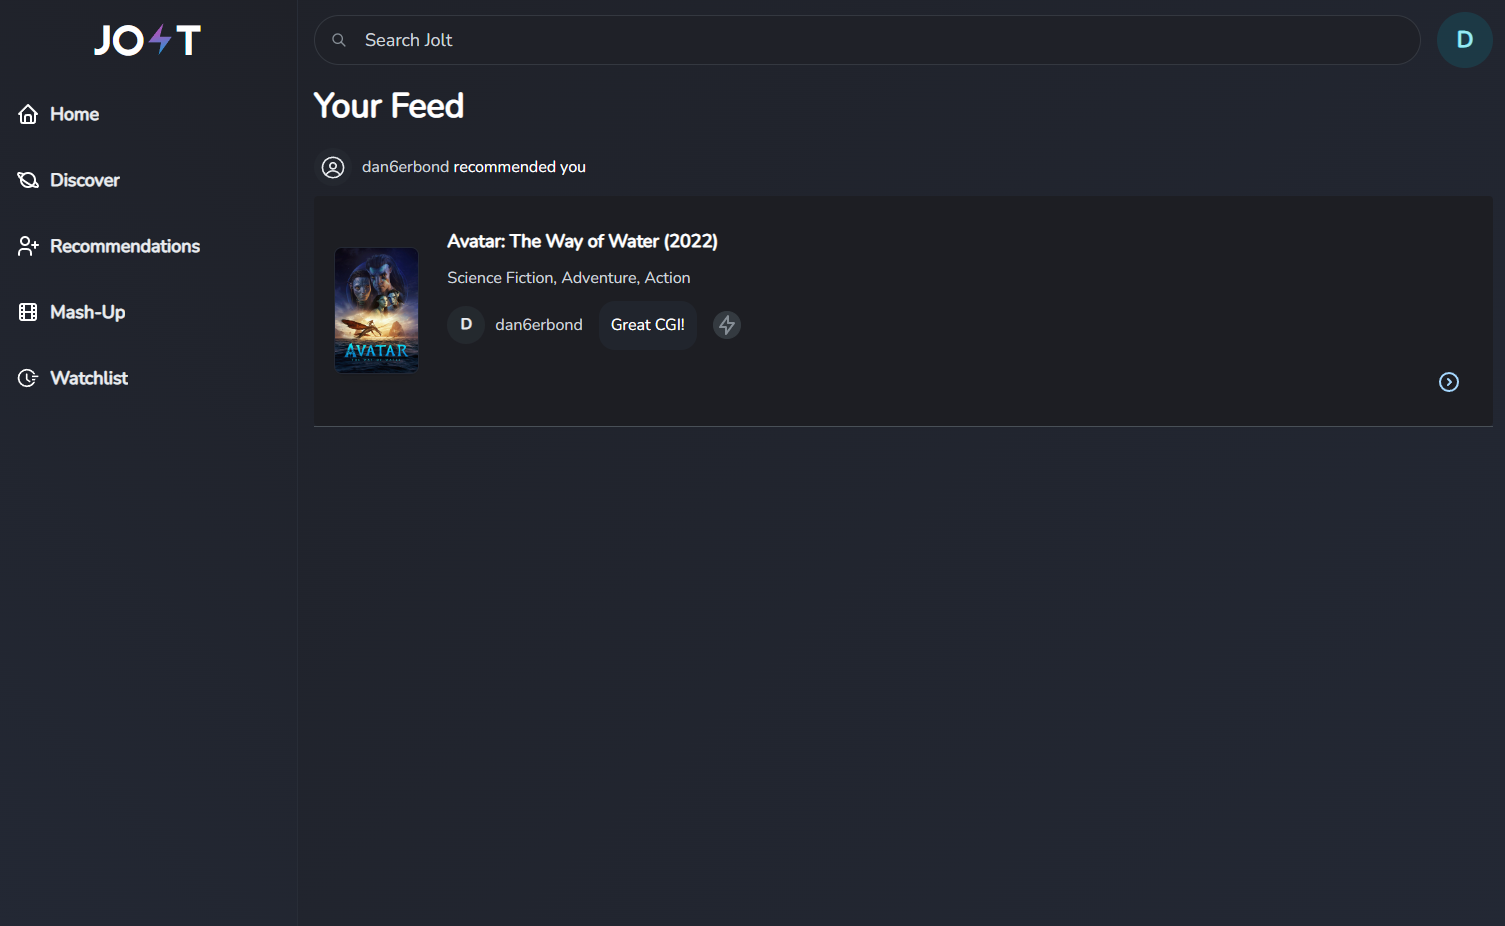 JOLT
Home
Discover
Recommendations
Mash-Up
Watchlist
Search Jolt
D
Your Feed
dan6erbond recommended you
Avatar: The Way of Water (2022)
Science Fiction, Adventure, Action
D dan6erbond Great CGI!
AVATAR